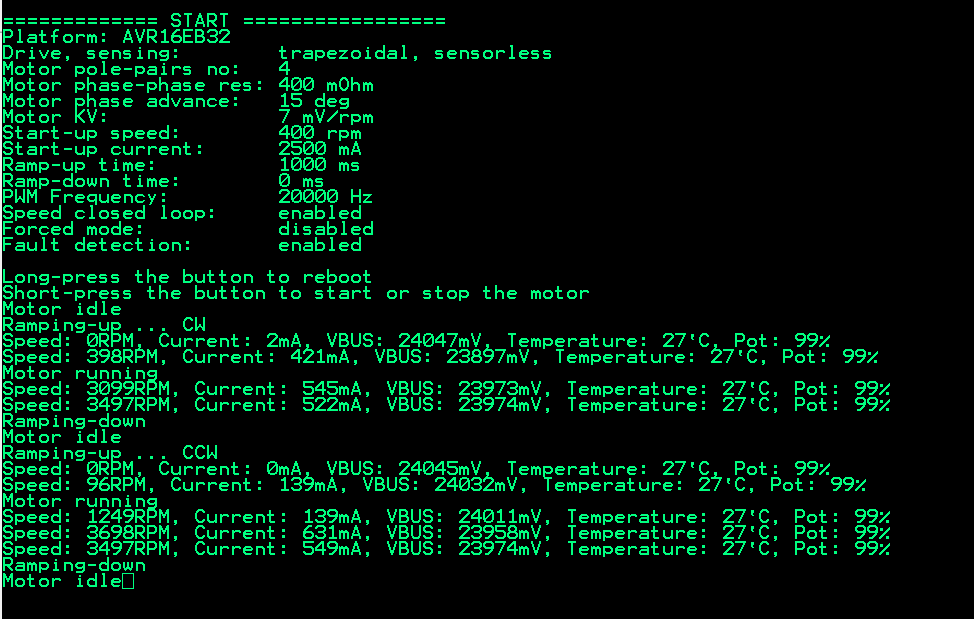 ============= START =================
Platform: AVR16EB32
Drive, sensing: trapezoidal, sensorless
Motor pole-pairs no: 4
Motor phase-phase res: 400 mOhm
Motor phase advance: 15 deg
Motor KV: 7 mV/rpm
Start-up speed: 400 rpm
Start-up current: 2500 mA
Ramp-up time: 1000 ms
Ramp-down time: 0 ms
PWM Frequency: 20000 Hz
Speed closed loop: enabled
Forced mode: disabled
Fault detection: enabled
Long-press the button to reboot
Short-press the button to start or stop the motor
Motor idle
Ramping-up ... CW
Speed: 0RPM, Current: 2mA, VBUS: 24047mV, Temperature: 27'C, Pot: 99%
Speed: 398RPM, Current: 421mA, VBUS: 23897mV, Temperature: 27'C, Pot: 99%
Motor running
Speed: 3099RPM, Current: 545mA, VBUS: 23973mV, Temperature: 27'C, Pot: 99%
Speed: 3497RPM, Current: 522mA, VBUS: 23974mV, Temperature: 27'C, Pot: 99%
Ramping-down
Motor idle
Ramping-up ... CCW
Speed: 0RPM, Current: 0mA, VBUS: 24045mV, Temperature: 27'C, Pot: 99%
Speed: 96RPM, Current: 139mA, VBUS: 24032mV, Temperature: 27'C, Pot: 99%
Motor running
Speed: 1249RPM, Current: 139mA, VBUS: 24011mV, Temperature: 27'C, Pot: 99%
Speed: 3698RPM, Current: 631mA, VBUS: 23958mV, Temperature: 27'C, Pot: 99%
Speed: 3497RPM, Current: 549mA, VBUS: 23974mV, Temperature: 27'C, Pot: 99%
Ramping-down
Motor idle